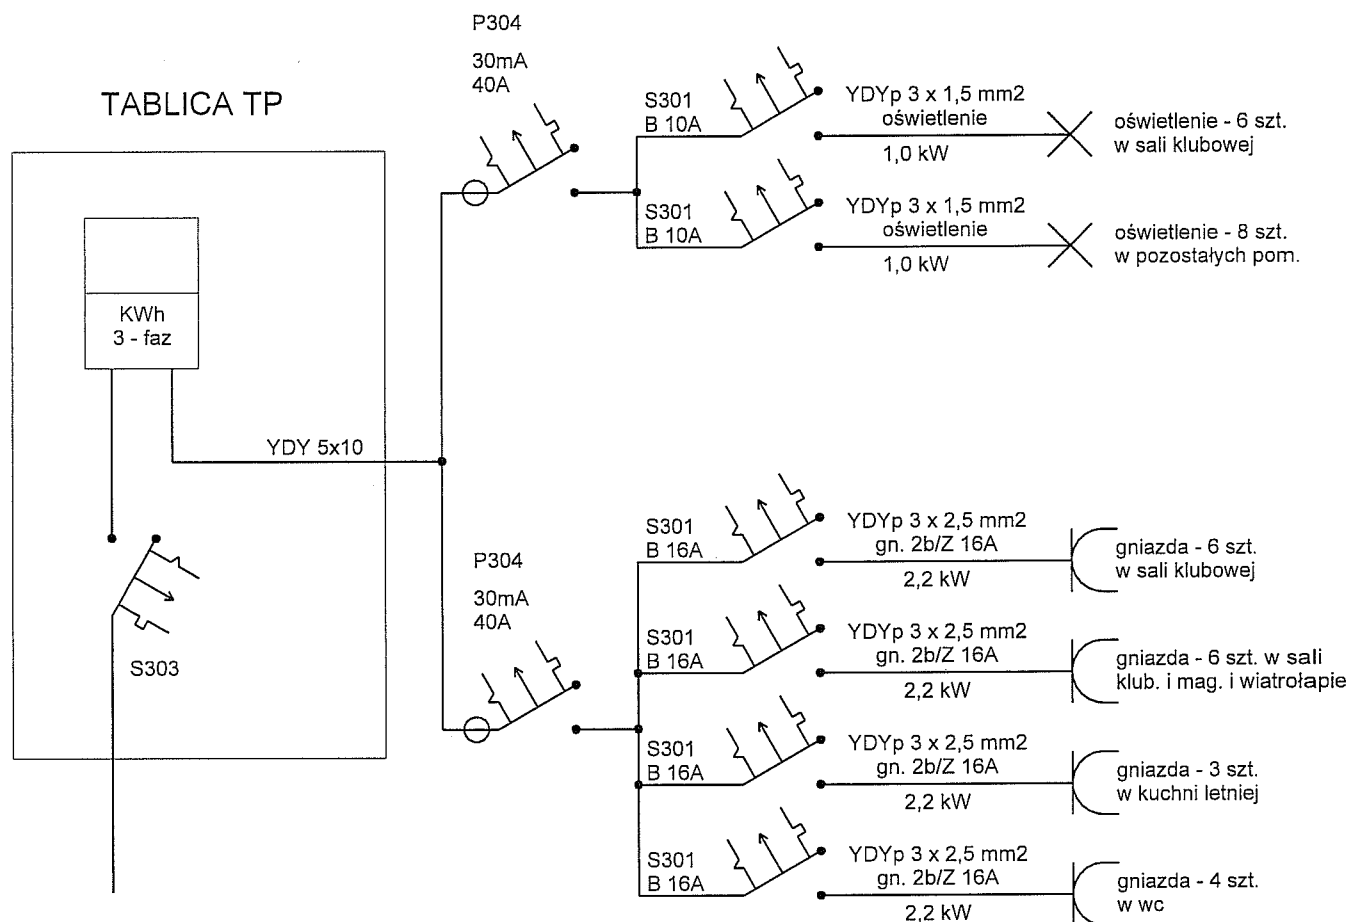 TABLICA TP
KWh
3 - faz
YDY 5x10
S303
P304
30mA
40A
S301
B 10A
YDYp 3 x 1,5 mm2
oświetlenie
1,0 kW
oświetlenie - 6 szt.
w sali klubowej
S301
B 10A
YDYp 3 x 1,5 mm2
oświetlenie
1,0 kW
oświetlenie - 8 szt.
w pozostałych pom.
P304
30mA
40A
S301
B 16A
YDYp 3 x 2,5 mm2
gn. 2b/Z 16A
2,2 kW
gniazda - 6 szt.
w sali klubowej
S301
B 16A
YDYp 3 x 2,5 mm2
gn. 2b/Z 16A
2,2 kW
gniazda - 6 szt. w sali
klub. i mag. i wiatrołapie
S301
B 16A
YDYp 3 x 2,5 mm2
gn. 2b/Z 16A
2,2 kW
gniazda - 3 szt.
w kuchni letniej
S301
B 16A
YDYp 3 x 2,5 mm2
gn. 2b/Z 16A
2,2 kW
gniazda - 4 szt.
w wc